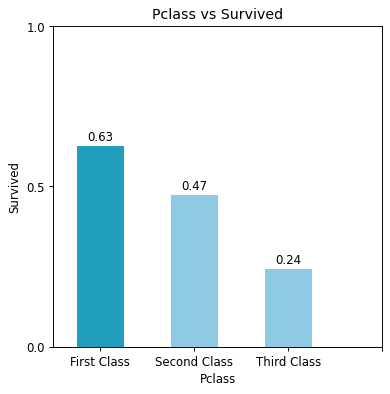 Pclass vs Survived
1.0
0.63
0.5
0.47
0.24
0.0
Survived
First Class
Second Class
Third Class
Pclass